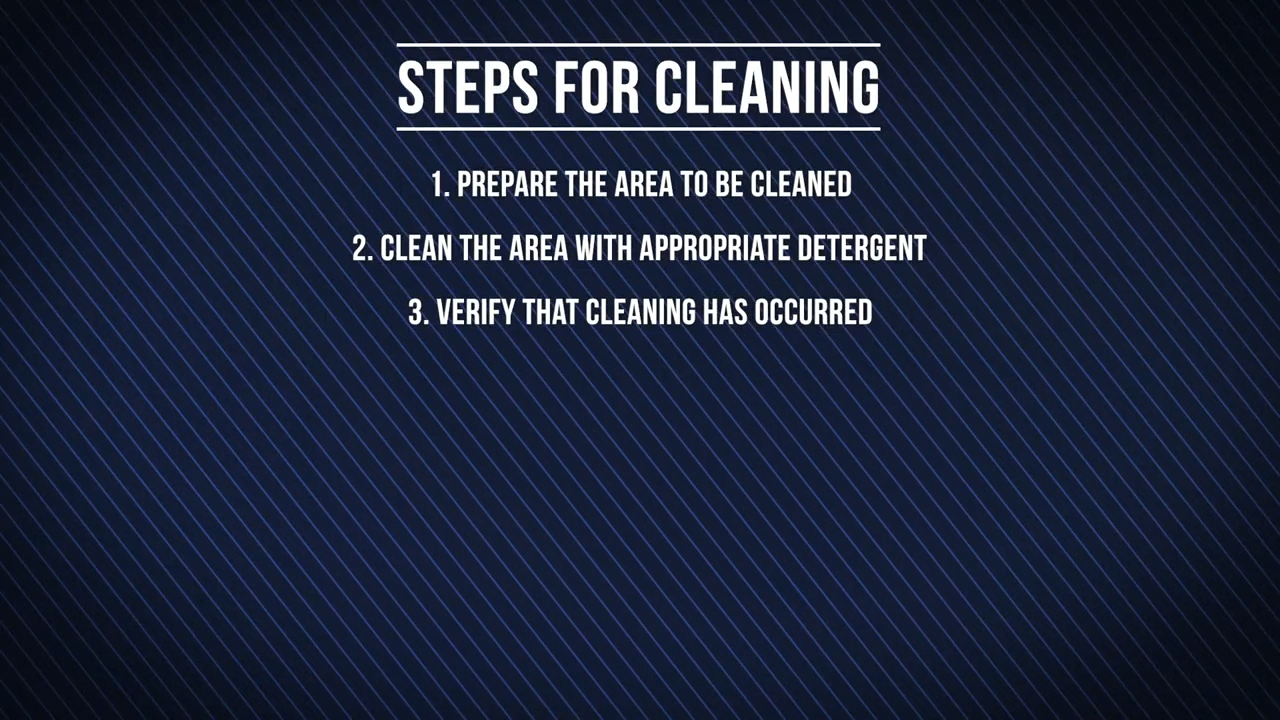 STEPS FOR CLEANING
1. PREPARE THE AREA TO BE CLEANED
2. CLEAN THE AREA WITH APPROPRIATE DETERGENT
3. VERIFY THAT CLEANING HAS OCCURRED